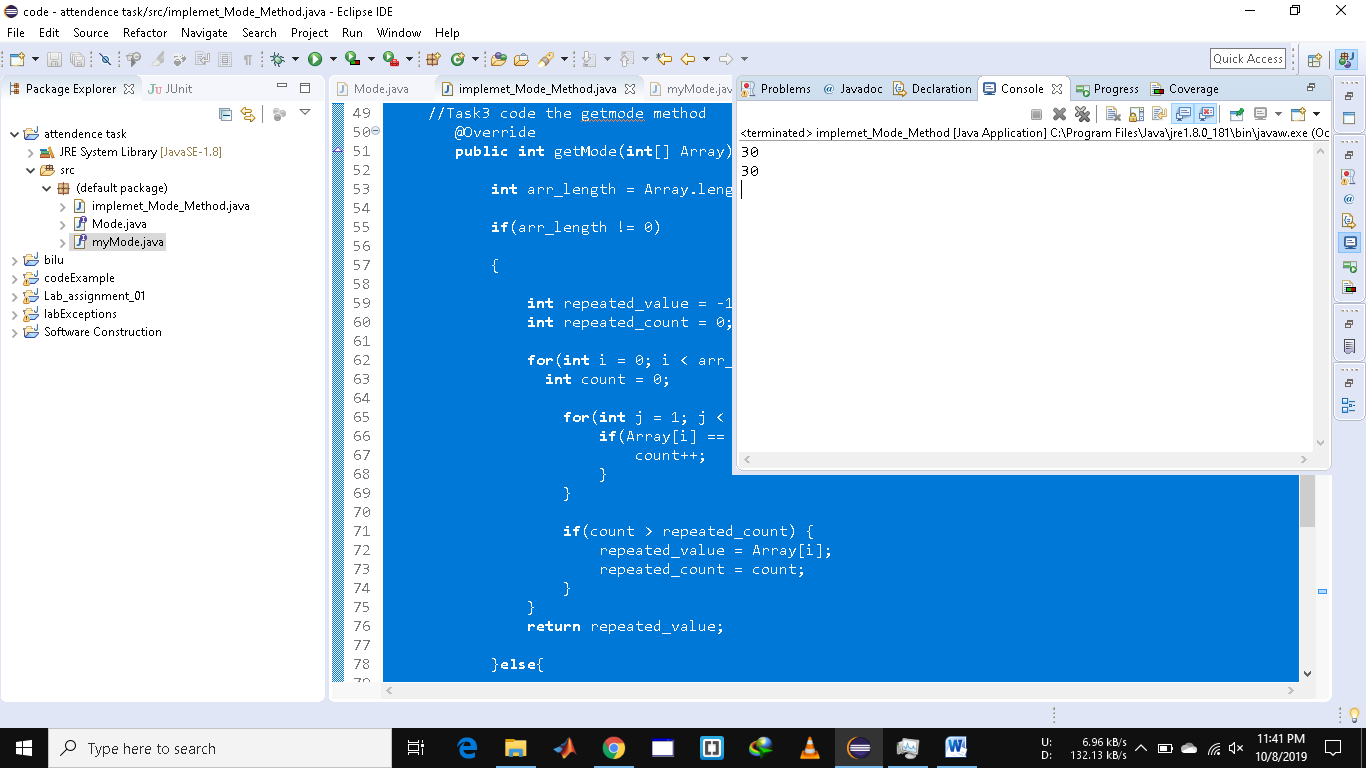 code - attendence task/src/implemet_Mode_Method.java - Eclipse IDE
File Edit Source Refactor Navigate Search Project Run Window Help
Quick Access
Package Explorer JUnit
attendence task
JRE System Library [JavaSE-1.8]
src
(default package)
implemet_Mode_Method.java
Mode.java
myMode.java
bilu
codeExample
Lab_assignment_01
labExceptions
Software Construction
Mode.java implemet_Mode_Method.java myMode.jav
49 //Task3 code the getmode method
50 @Override
51 public int getMode(int[] Array)
52
53 int arr_length = Array.leng
54
55 if(arr_length != 0)
56
57 {
58
59 int repeated_value = -1
60 int repeated_count = 0;
61
62 for(int i = 0; i < arr_
63 int count = 0;
64
65 for(int j = 1; j <
66 if(Array[i] ==
67 count++;
68 }
69 }
70
71 if(count > repeated_count) {
72 repeated_value = Array[i];
73 repeated_count = count;
74 }
75 }
76 return repeated_value;
77
78 }else{
Problems Javadoc Declaration Console Progress Coverage
<terminated> implemet_Mode_Method [Java Application] C:\Program Files\Java\jre1.8.0_181\bin\javaw.exe (Oc
30
30
Type here to search
U: 6.96 kB/s
D: 132.13 kB/s
11:41 PM
10/8/2019